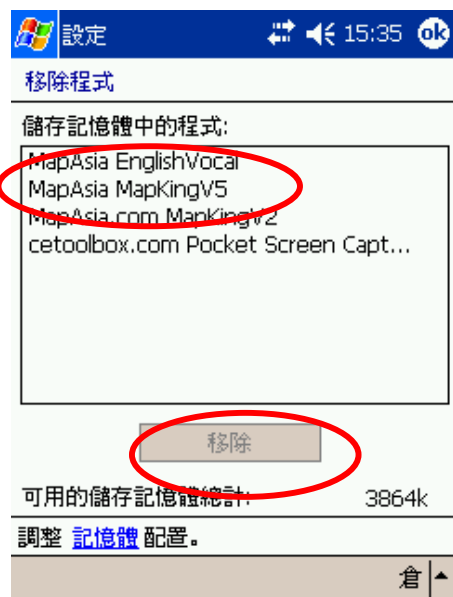 設定 15:35 ok
移除程式
儲存記憶體中的程式:
MapAsia EnglishVocal
MapAsia MapKingV5
MapAsia.com MapKingV2
cetoolbox.com Pocket Screen Capt...
移除
可用的儲存記憶體總計: 3864k
調整 記憶體 配置。
倉